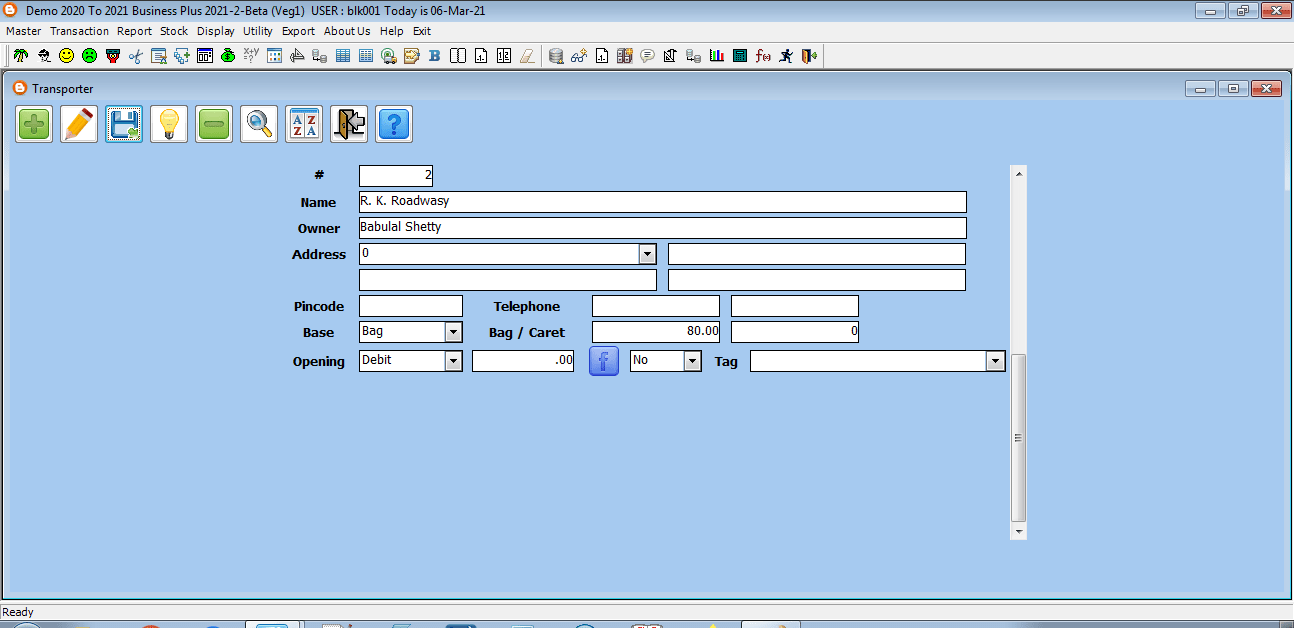 Demo 2020 To 2021 Business Plus 2021-2-Beta (Veg1) USER : blk001 Today is 06-Mar-21
Master Transaction Report Stock Display Utility Export About Us Help Exit
Transporter
# 2
Name R. K. Roadwasy
Owner Babulal Shetty
Address 0
Pincode Telephone
Base Bag Bag / Caret 80.00 0
Opening Debit .00 f No Tag
Ready